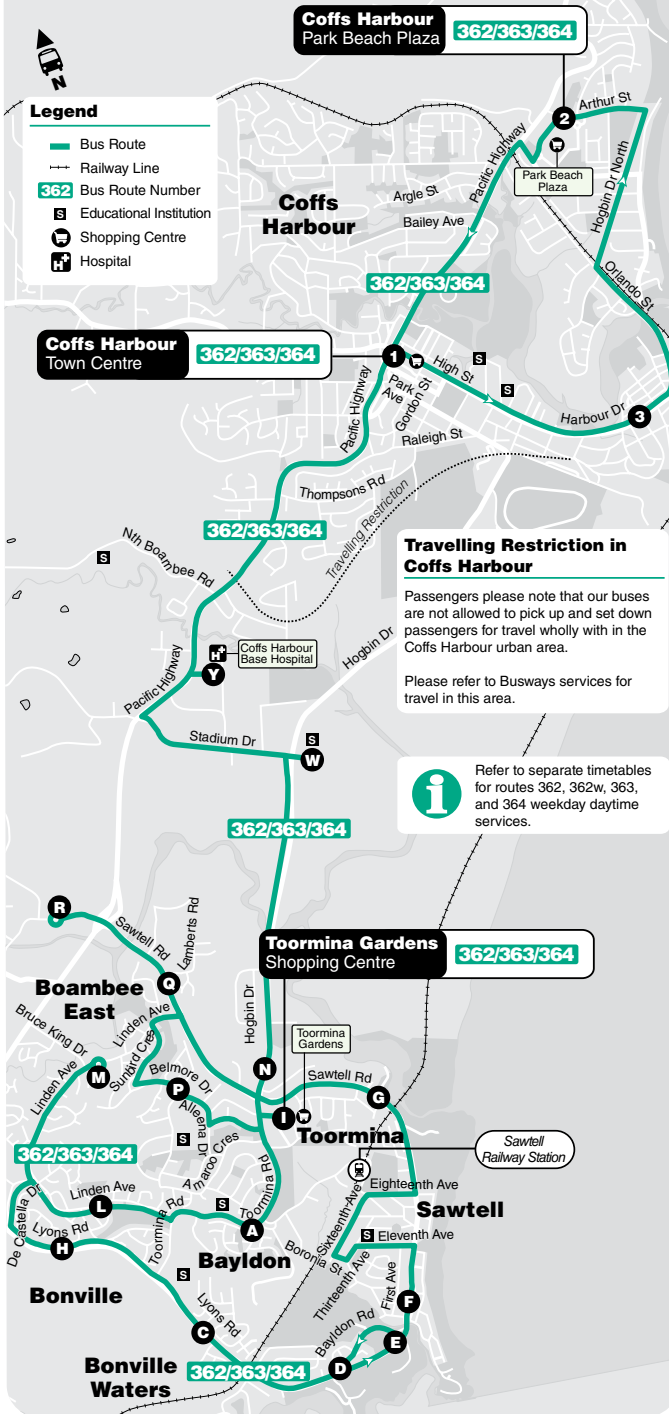 Coffs Harbour
Park Beach Plaza
362/363/364
N
Legend
Bus Route
Railway Line
362 Bus Route Number
S Educational Institution
Shopping Centre
H Hospital
Arthur St
2
Pacific Highway
Park Beach
Plaza
Hogbin Dr North
Argle St
Coffs
Harbour
Bailey Ave
Orlando St
362/363/364
Coffs Harbour
Town Centre
362/363/364
1
High St
S
S
Park
Ave
Gordon St
Pacific Highway
Harbour Dr
3
Raleigh St
Thompsons Rd
Travelling Restriction
362/363/364
Nth Boambee Rd
S
Travelling Restriction in
Coffs Harbour
Passengers please note that our buses
are not allowed to pick up and set down
passengers for travel wholly with in the
Coffs Harbour urban area.
Please refer to Busways services for
travel in this area.
H
Coffs Harbour
Base Hospital
Y
Hogbin Dr
Pacific Highway
Stadium Dr
S
W
i
Refer to separate timetables
for routes 362, 362w, 363,
and 364 weekday daytime
services.
362/363/364
R
Sawtell Rd
Lamberts Rd
Toormina Gardens
Shopping Centre
362/363/364
Q
Boambee
East
Linden Ave
Bruce King Dr
Hogbin Dr
Toormina
Gardens
Sunbird Cres
M
N
Linden Ave
Belmore Dr
P
Sawtell Rd
G
Alleena Dr
I
Toormina
S
Amaroo Cres
Sawtell
Railway Station
362/363/364
Toormina Rd
Sixteenth Ave
Eighteenth Ave
Sawtell
De Castella Dr
Linden Ave
L
Toormina Rd
S
A
S
Eleventh Ave
Lyons Rd
H
Bayldon
Boronia St
Thirteenth Ave
First Ave
Bonville
S
F
Lyons Rd
C
Bayldon Rd
E
D
Bonville
Waters
362/363/364